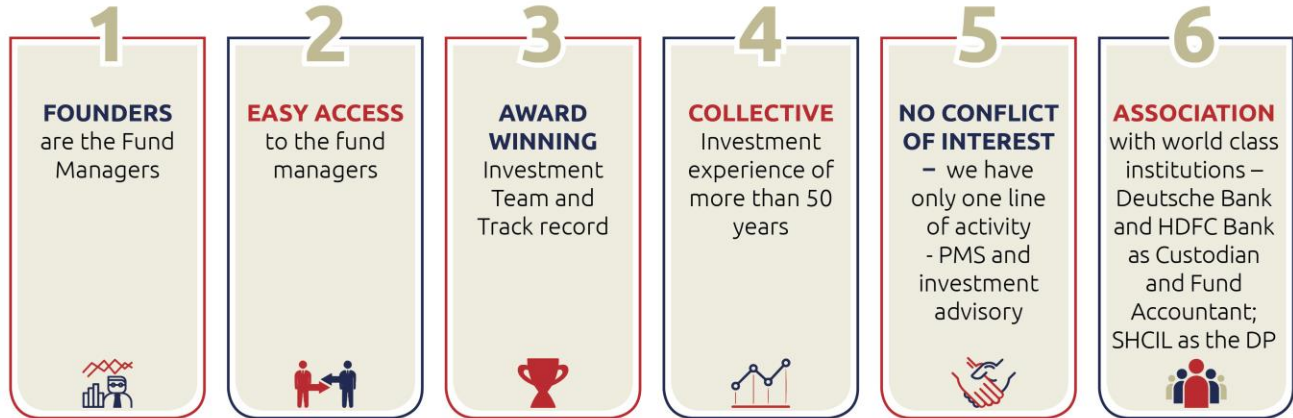 1
FOUNDERS
are the Fund
Managers
2
EASY ACCESS
to the fund
managers
3
AWARD
WINNING
Investment
Team and
Track record
4
COLLECTIVE
Investment
experience of
more than 50
years
5
NO CONFLICT
OF INTEREST
– we have
only one line
of activity
- PMS and
investment
advisory
6
ASSOCIATION
with world class
institutions –
Deutsche Bank
and HDFC Bank
as Custodian
and Fund
Accountant;
SHCIL as the DP